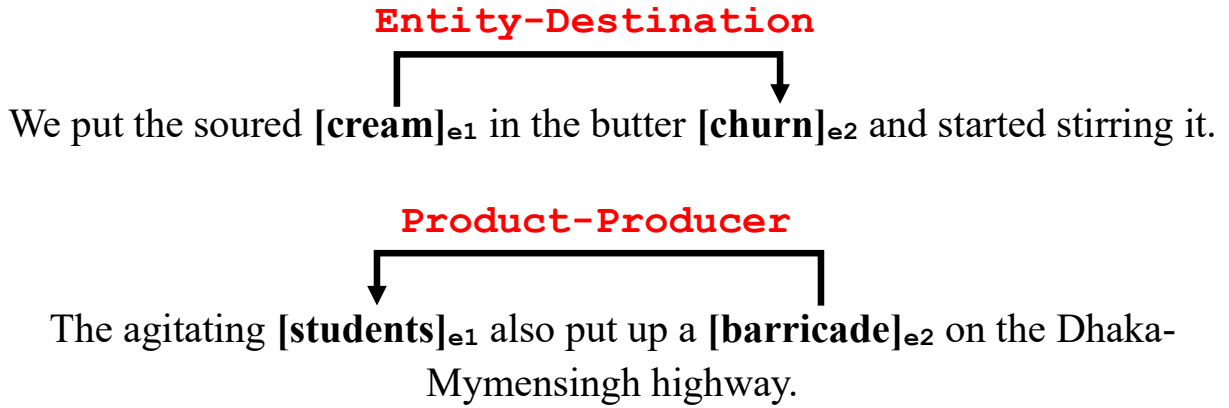 Entity-Destination
We put the soured [cream]e1 in the butter [churn]e2 and started stirring it.
Product-Producer
The agitating [students]e1 also put up a [barricade]e2 on the Dhaka-
Mymensingh highway.